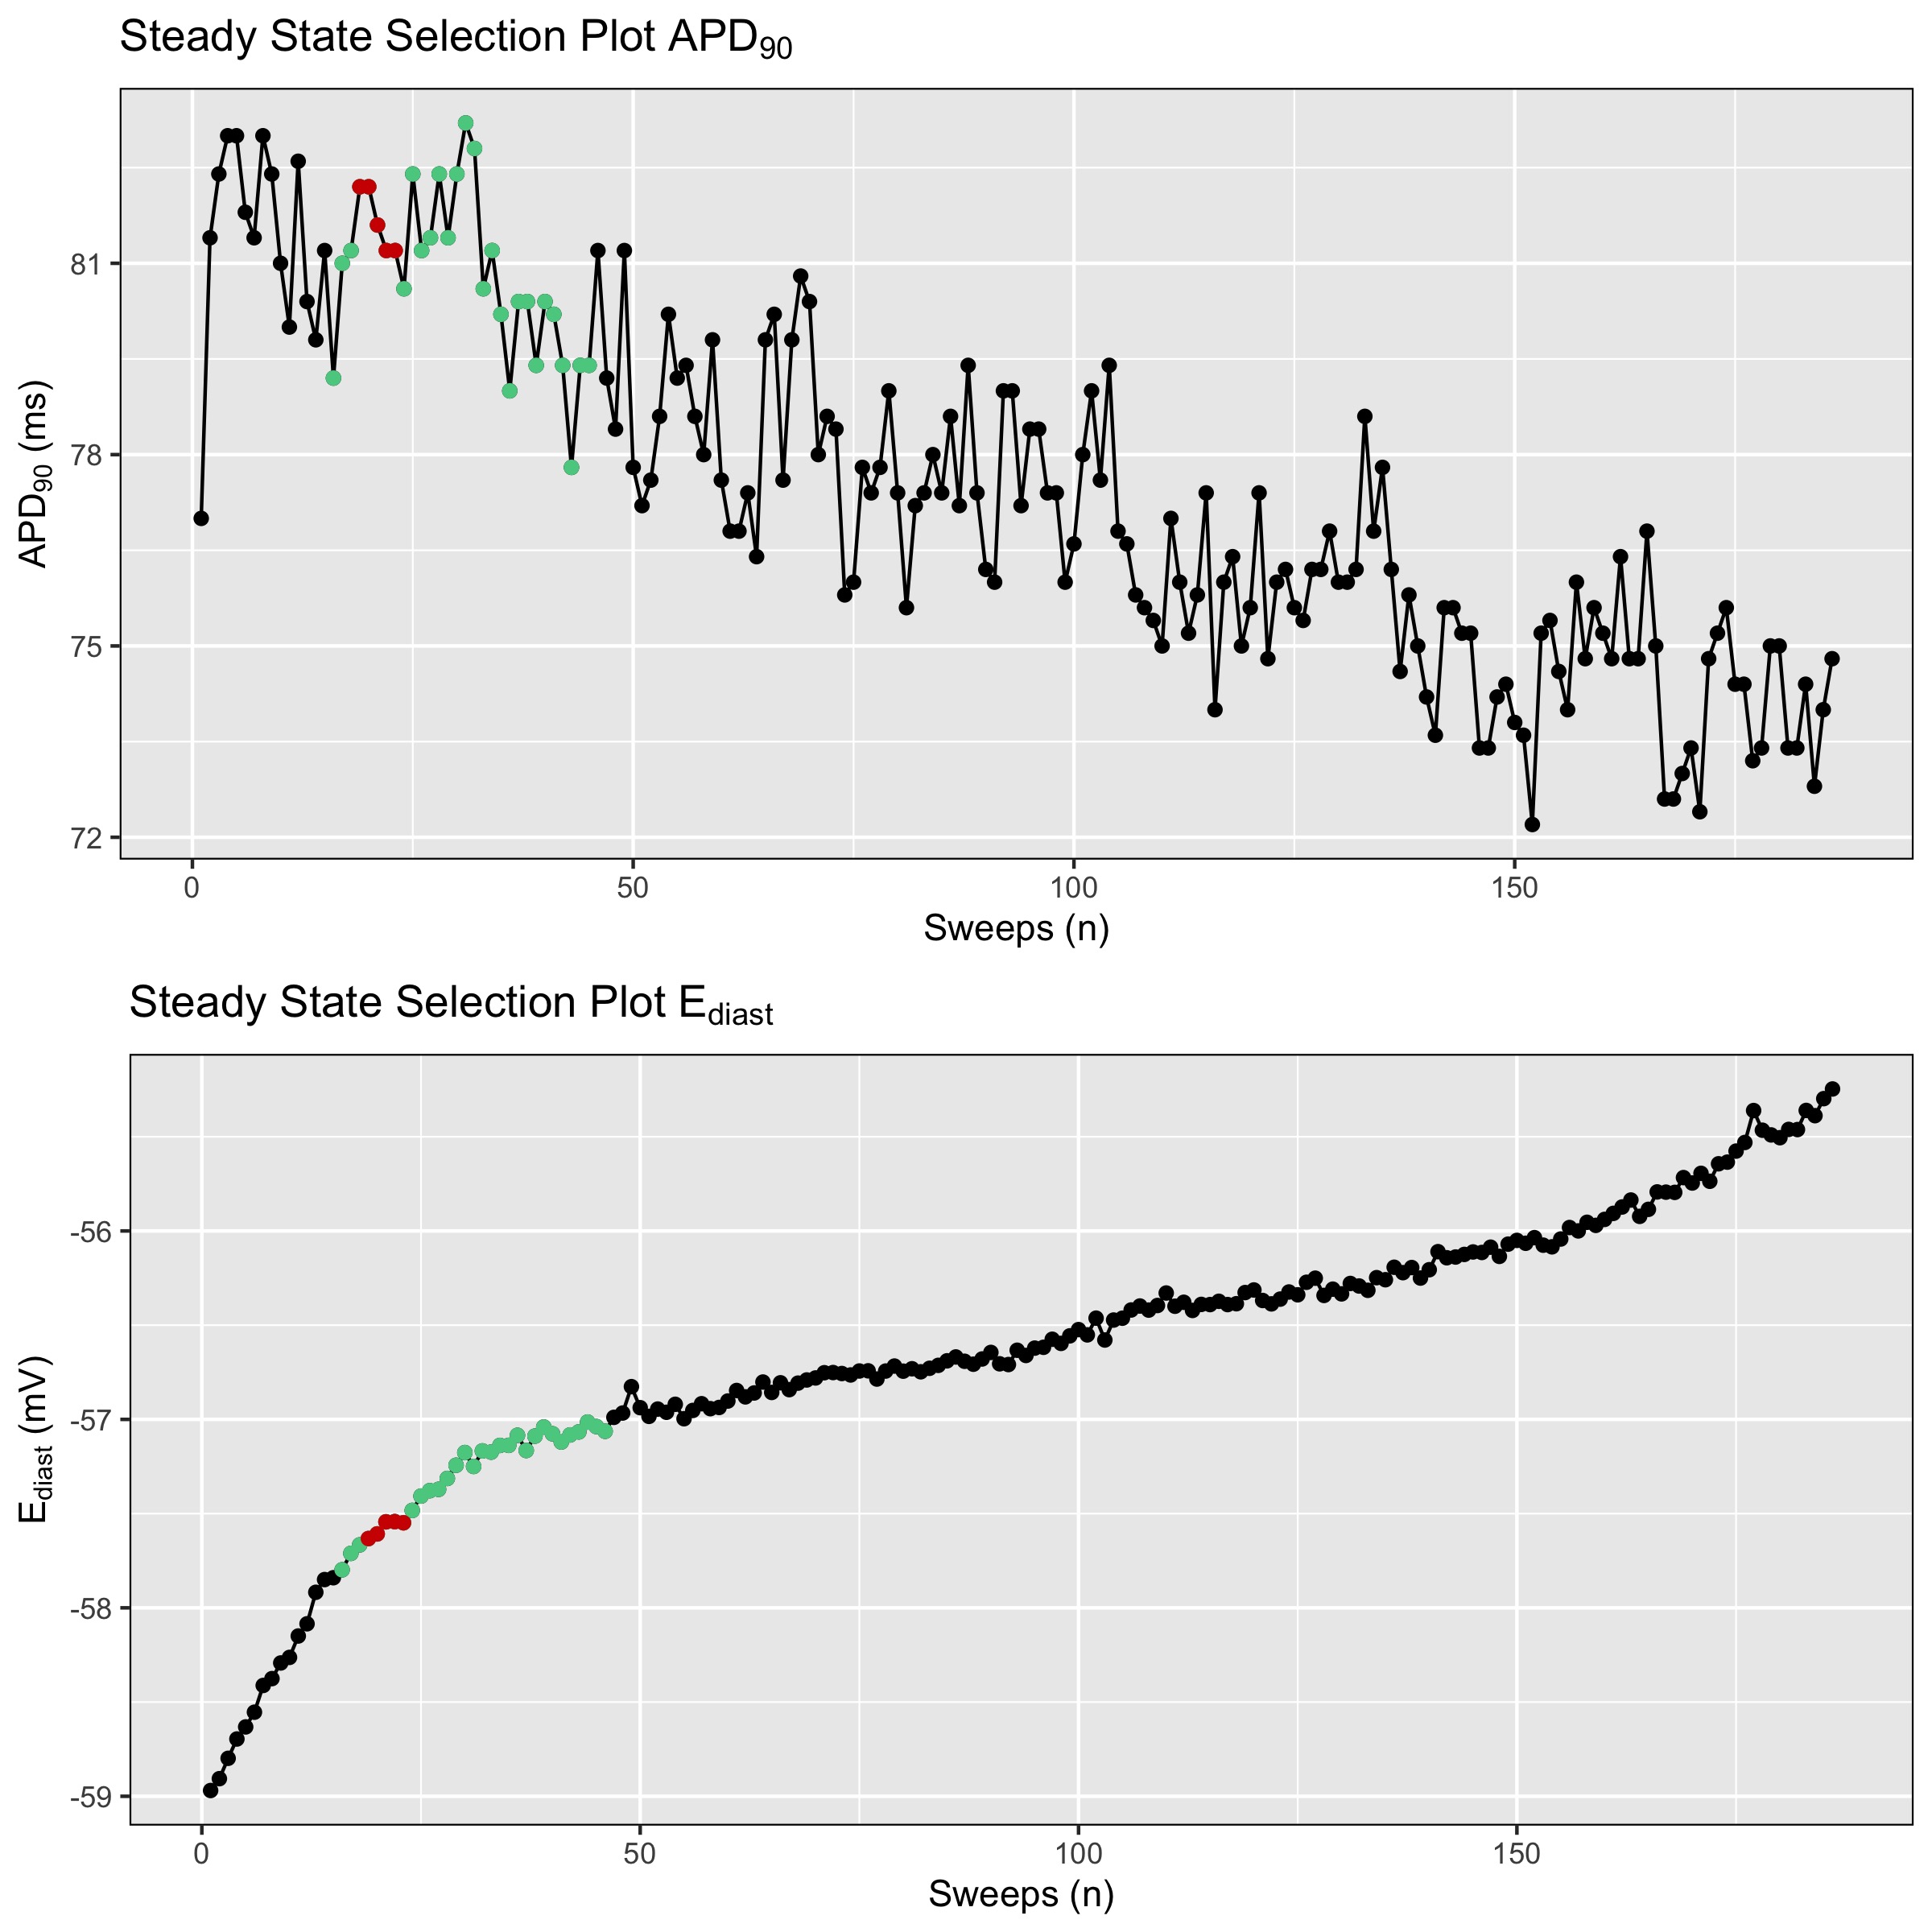 Steady State Selection Plot APD90
81
78
75
72
APD90 (ms)
0 50 100 150
Sweeps (n)
Steady State Selection Plot Ediast
-56
-57
-58
-59
Ediast (mV)
0 50 100 150
Sweeps (n)